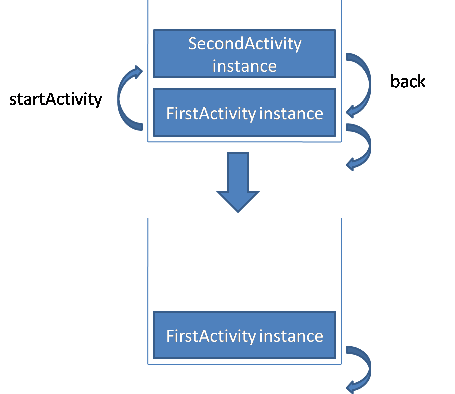 SecondActivity
instance
startActivity
back
FirstActivity instance
FirstActivity instance